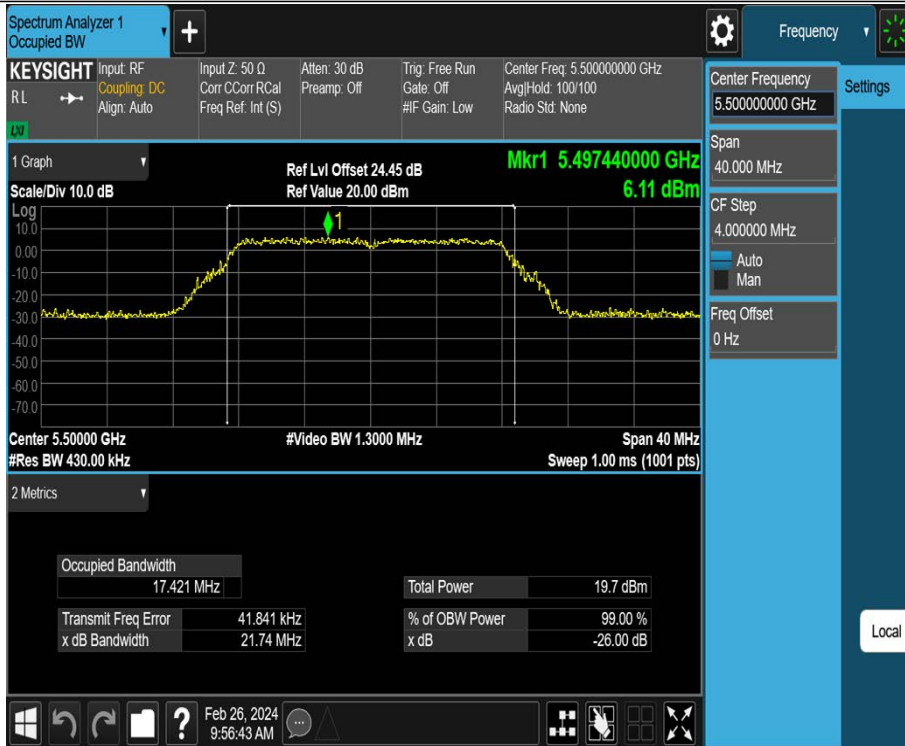 Spectrum Analyzer 1
Occupied BW
+
Frequency
KEYSIGHT
R L
LXI
Input: RF
Coupling: DC
Align: Auto
Input Z: 50 Ω
Corr CCorr RCal
Freq Ref: Int (S)
Atten: 30 dB
Preamp: Off
Trig: Free Run
Gate: Off
#IF Gain: Low
Center Freq: 5.500000000 GHz
Avg|Hold: 100/100
Radio Std: None
Center Frequency
5.500000000 GHz
Settings
Span
40.000 MHz
CF Step
4.000000 MHz
Auto
Man
Freq Offset
0 Hz
1 Graph
Scale/Div 10.0 dB
Ref Lvl Offset 24.45 dB
Ref Value 20.00 dBm
Mkr1 5.497440000 GHz
6.11 dBm
Log
10.0
0.00
-10.0
-20.0
-30.0
-40.0
-50.0
-60.0
-70.0
1
Center 5.50000 GHz
#Video BW 1.3000 MHz
Span 40 MHz
#Res BW 430.00 kHz
Sweep 1.00 ms (1001 pts)
2 Metrics
Occupied Bandwidth
17.421 MHz
Total Power 19.7 dBm
Transmit Freq Error 41.841 kHz
% of OBW Power 99.00 %
x dB Bandwidth 21.74 MHz
x dB -26.00 dB
Local
?
Feb 26, 2024
9:56:43 AM